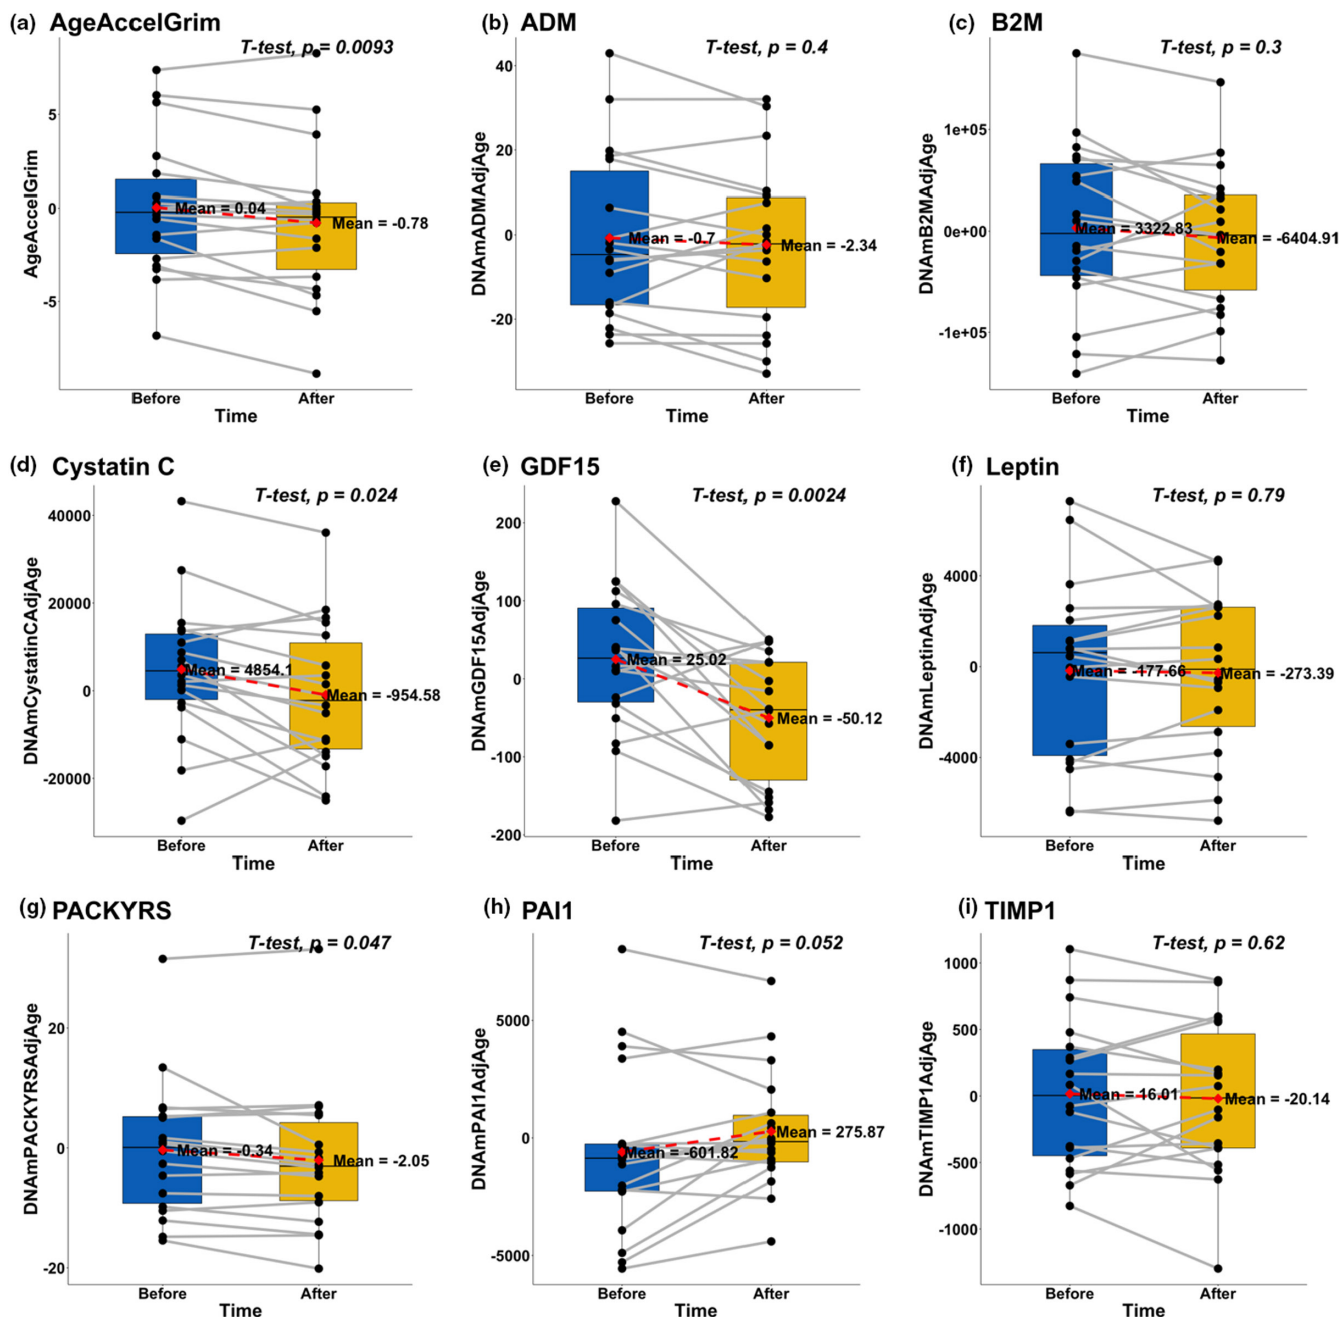 (a) AgeAccelGrim
T-test, p = 0.0093
AgeAccelGrim
5
0
-5
Mean = 0.04
Mean = -0.78
Before After
Time
(b) ADM
T-test, p = 0.4
DNAmADMAdjAge
40
20
0
-20
Mean = -0.7
Mean = -2.34
Before After
Time
(c) B2M
T-test, p = 0.3
DNAmB2MAdjAge
1e+05
0e+00
-1e+05
Mean = 3322.83
Mean = -6404.91
Before After
Time
(d) Cystatin C
T-test, p = 0.024
DNAmCystatinCAdjAge
40000
20000
0
-20000
Mean = 4854.1
Mean = -954.58
Before After
Time
(e) GDF15
T-test, p = 0.0024
DNAmGDF15AdjAge
200
100
0
-100
-200
Mean = 25.02
Mean = -50.12
Before After
Time
(f) Leptin
T-test, p = 0.79
DNAmLeptinAdjAge
4000
0
-4000
Mean = -177.66
Mean = -273.39
Before After
Time
(g) PACKYRS
T-test, p = 0.047
DNAmPACKYRSAdjAge
20
0
-20
Mean = -0.34
Mean = -2.05
Before After
Time
(h) PAI1
T-test, p = 0.052
DNAmPAI1AdjAge
5000
0
-5000
Mean = -601.82
Mean = 275.87
Before After
Time
(i) TIMP1
T-test, p = 0.62
DNAmTIMP1AdjAge
1000
500
0
-500
-1000
Mean = 16.01
Mean = -20.14
Before After
Time